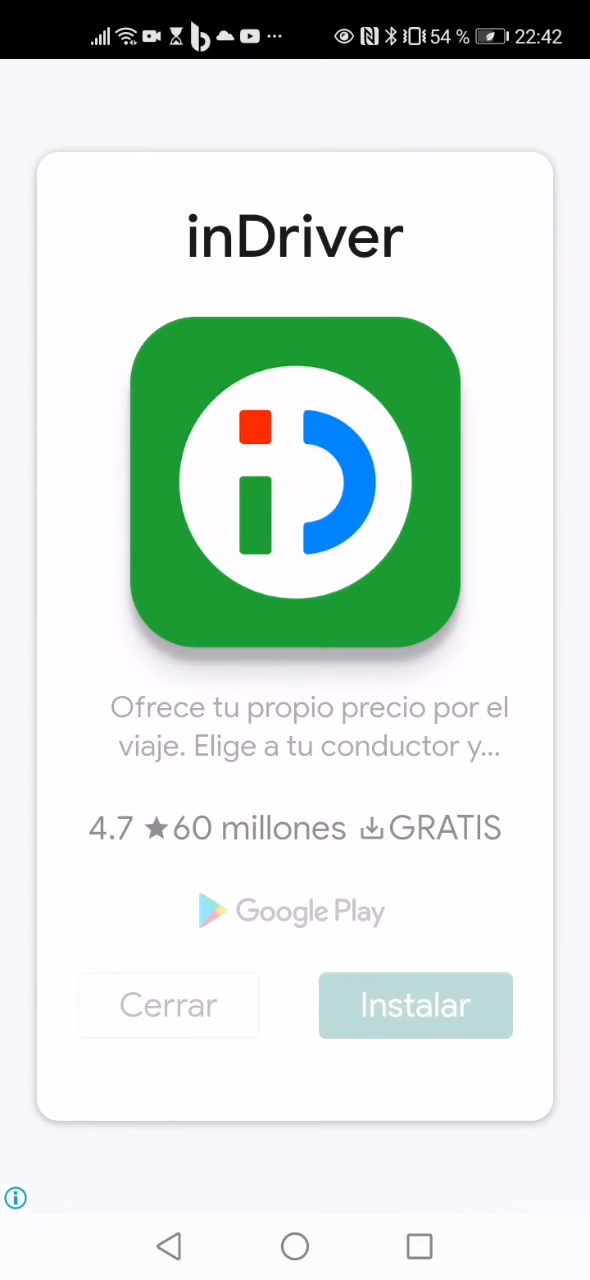 54 % 22:42
inDriver
Ofrece tu propio precio por el
viaje. Elige a tu conductor y...
4.7 ★ 60 millones GRATIS
Google Play
Cerrar Instalar